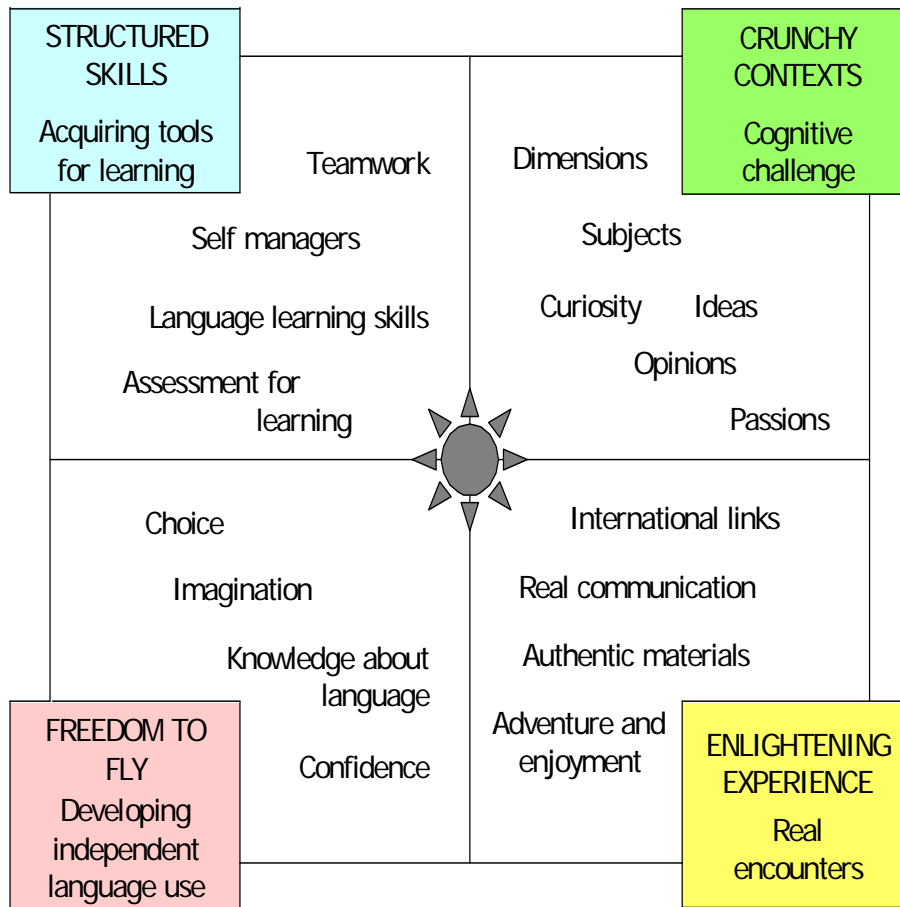 STRUCTURED
SKILLS
Acquiring tools
for learning
Teamwork
Self managers
Language learning skills
Assessment for
learning
CRUNCHY
CONTEXTS
Cognitive
challenge
Dimensions
Subjects
Curiosity Ideas
Opinions
Passions
Choice
Imagination
Knowledge about
language
Confidence
FREEDOM TO
FLY
Developing
independent
language use
International links
Real communication
Authentic materials
Adventure and
enjoyment
ENLIGHTENING
EXPERIENCE
Real
encounters